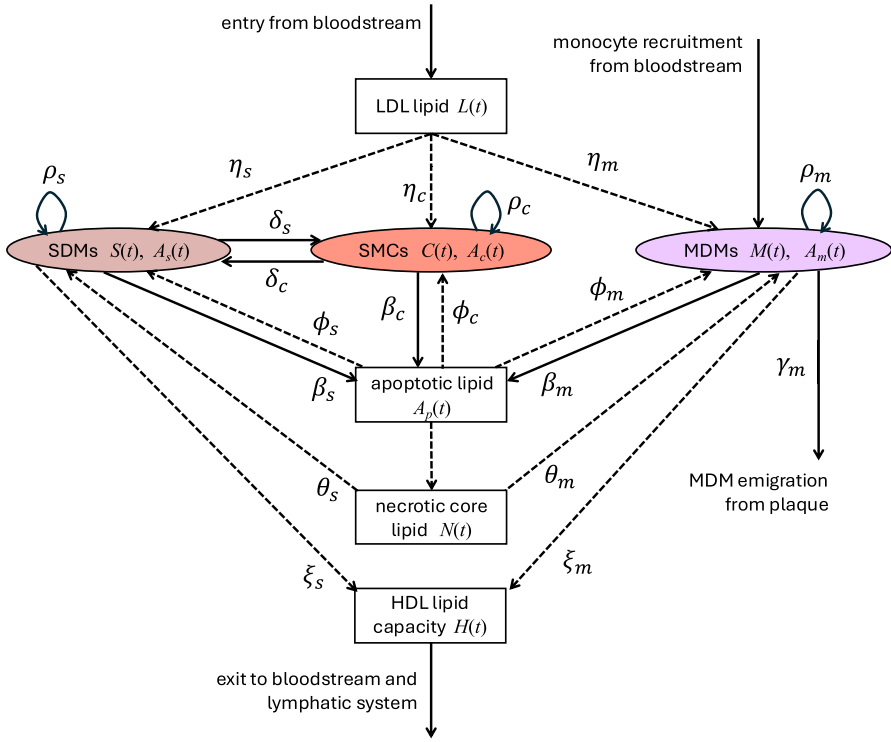 entry from bloodstream
monocyte recruitment
from bloodstream
LDL lipid L(t)
η_s
η_c
η_m
ρ_s
ρ_c
ρ_m
SDMs S(t), A_s(t)
δ_s
δ_c
SMCs C(t), A_c(t)
MDMs M(t), A_m(t)
ϕ_s
β_c
ϕ_c
ϕ_m
β_s
apoptotic lipid
A_p(t)
β_m
γ_m
θ_s
necrotic core
lipid N(t)
θ_m
MDM emigration
from plaque
ξ_s
HDL lipid
capacity H(t)
ξ_m
exit to bloodstream and
lymphatic system